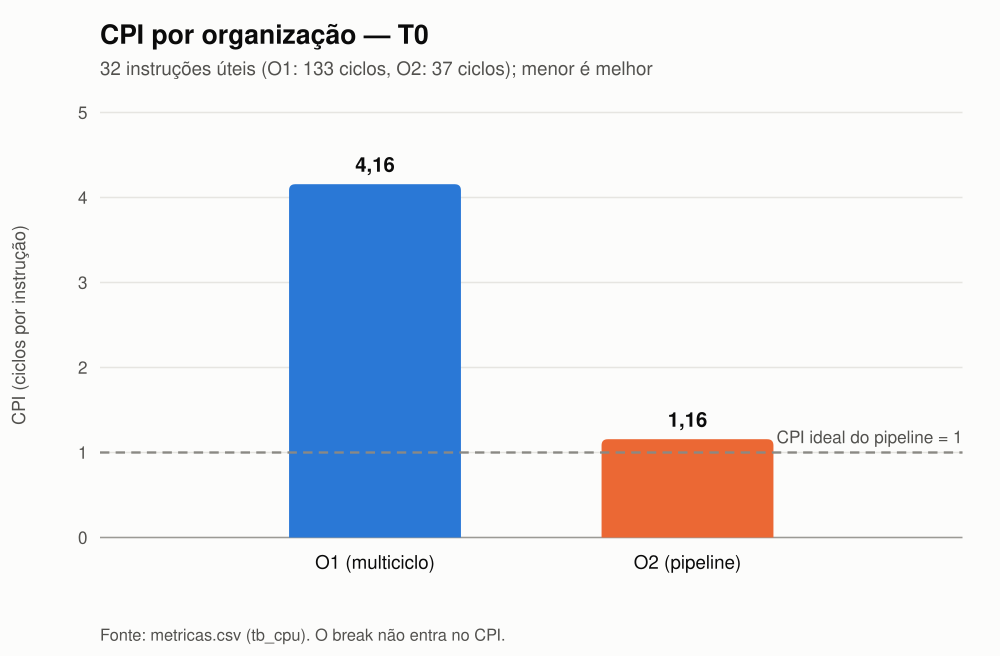 CPI por organização — T0
32 instruções úteis (O1: 133 ciclos, O2: 37 ciclos); menor é melhor
CPI (ciclos por instrução)
5
4
3
2
1
0
4,16
1,16
CPI ideal do pipeline = 1
O1 (multiciclo)
O2 (pipeline)
Fonte: metricas.csv (tb_cpu). O break não entra no CPI.